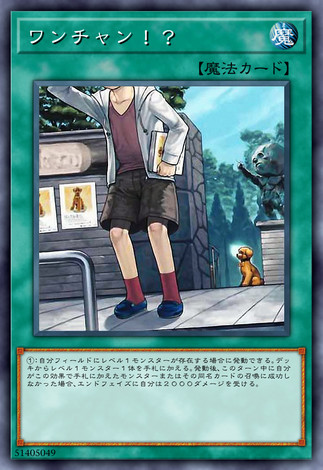 ワンチャン！？
魔
【魔法カード】
①：自分フィールドにレベル１モンスターが存在する場合に発動できる。デッ
キからレベル１モンスター１体を手札に加える。発動後、このターン中に自分
がこの効果で手札に加えたモンスターまたはその同名カードの召喚に成功し
なかった場合、エンドフェイズに自分は２０００ダメージを受ける。
51405049